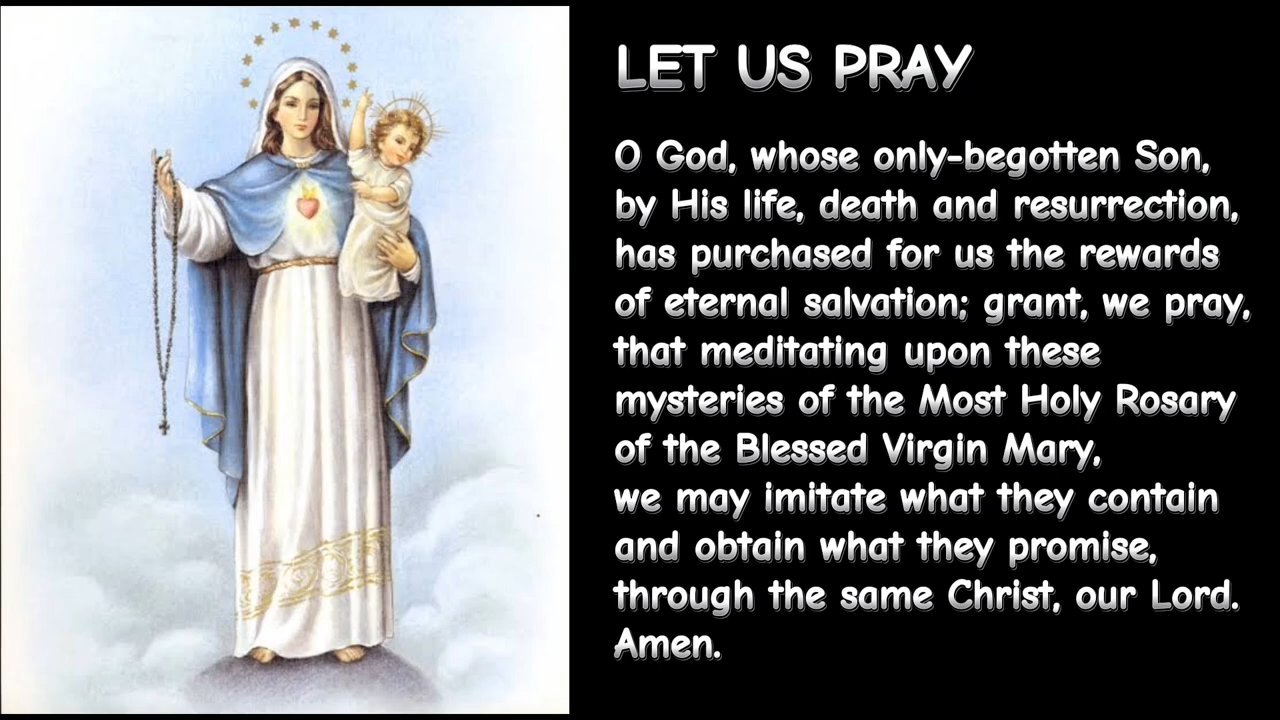 LET US PRAY
O God, whose only-begotten Son,
by His life, death and resurrection,
has purchased for us the rewards
of eternal salvation; grant, we pray,
that meditating upon these
mysteries of the Most Holy Rosary
of the Blessed Virgin Mary,
we may imitate what they contain
and obtain what they promise,
through the same Christ, our Lord.
Amen.